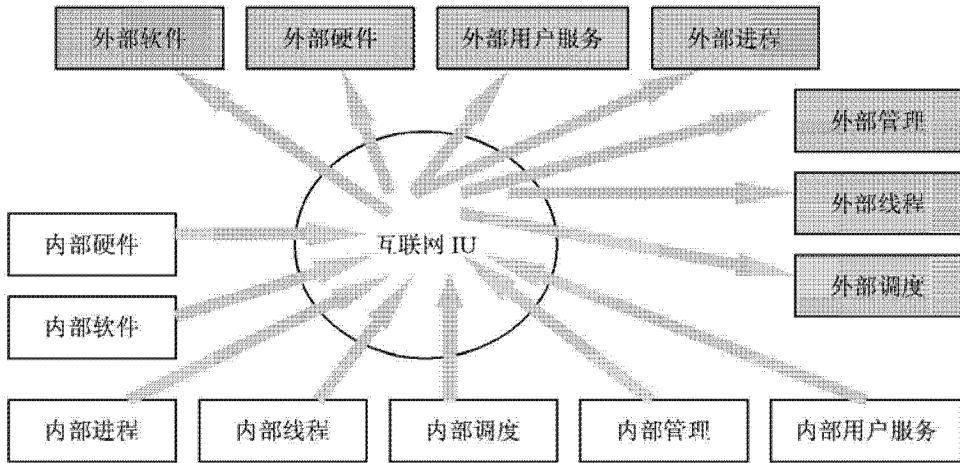 外部软件
外部硬件
外部用户服务
外部进程
外部管理
外部线程
内部硬件
互联网 IU
外部调度
内部软件
内部进程
内部线程
内部调度
内部管理
内部用户服务